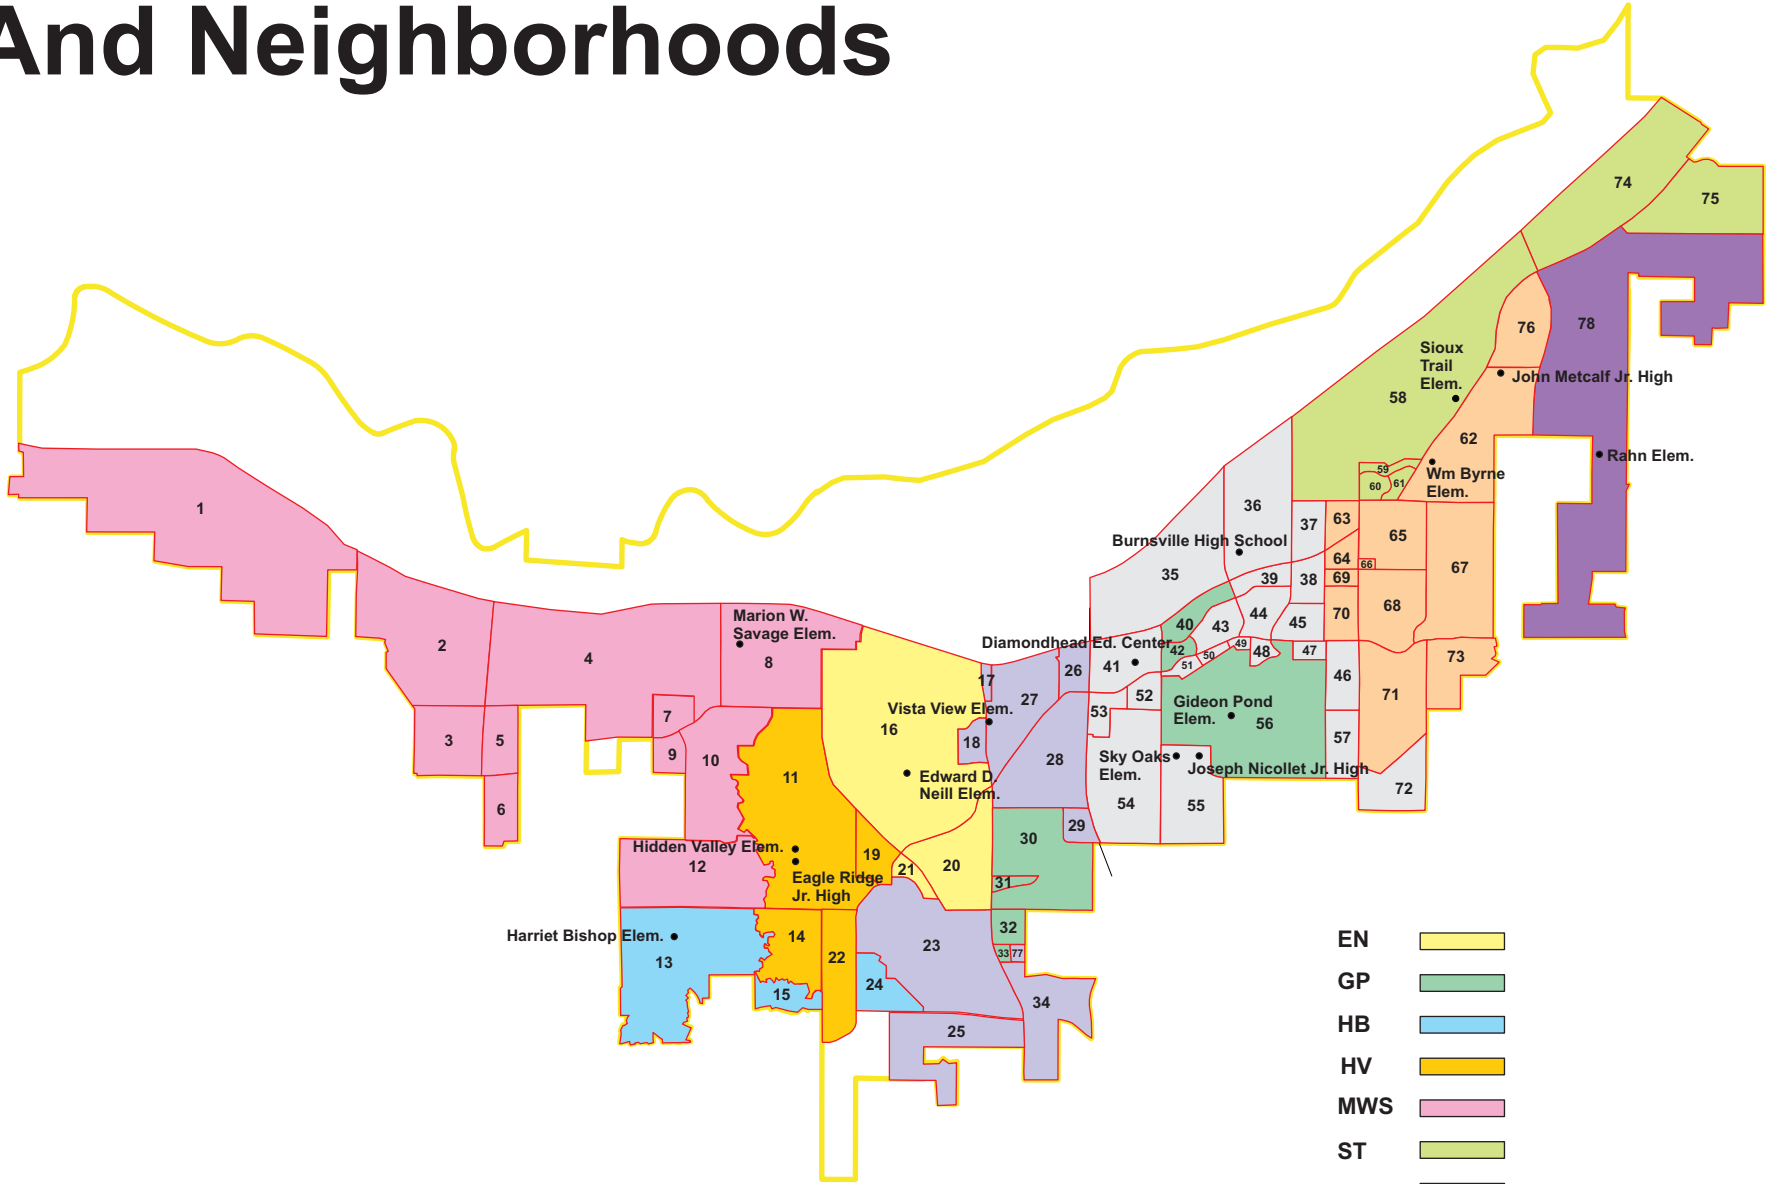 And Neighborhoods
74
75
76
78
Sioux
Trail
Elem.
John Metcalf Jr. High
58
62
Rahn Elem.
59
Wm Byrne
Elem.
60
61
1
36
37
63
65
Burnsville High School
64
66
67
35
39
38
69
68
70
44
45
43
40
Marion W.
Savage Elem.
8
2
4
Diamondhead Ed. Center
42
49
48
47
50
51
41
26
46
73
71
17
27
52
53
Gideon Pond
Elem.
56
7
Vista View Elem.
16
18
3
5
9
10
28
57
Sky Oaks
Elem.
Joseph Nicollet Jr. High
11
Edward D.
Neill Elem.
72
54
55
6
29
30
Hidden Valley Elem.
12
19
20
21
Eagle Ridge
Jr. High
31
32
Harriet Bishop Elem.
13
14
22
23
33
77
24
15
34
25
EN
GP
HB
HV
MWS
ST